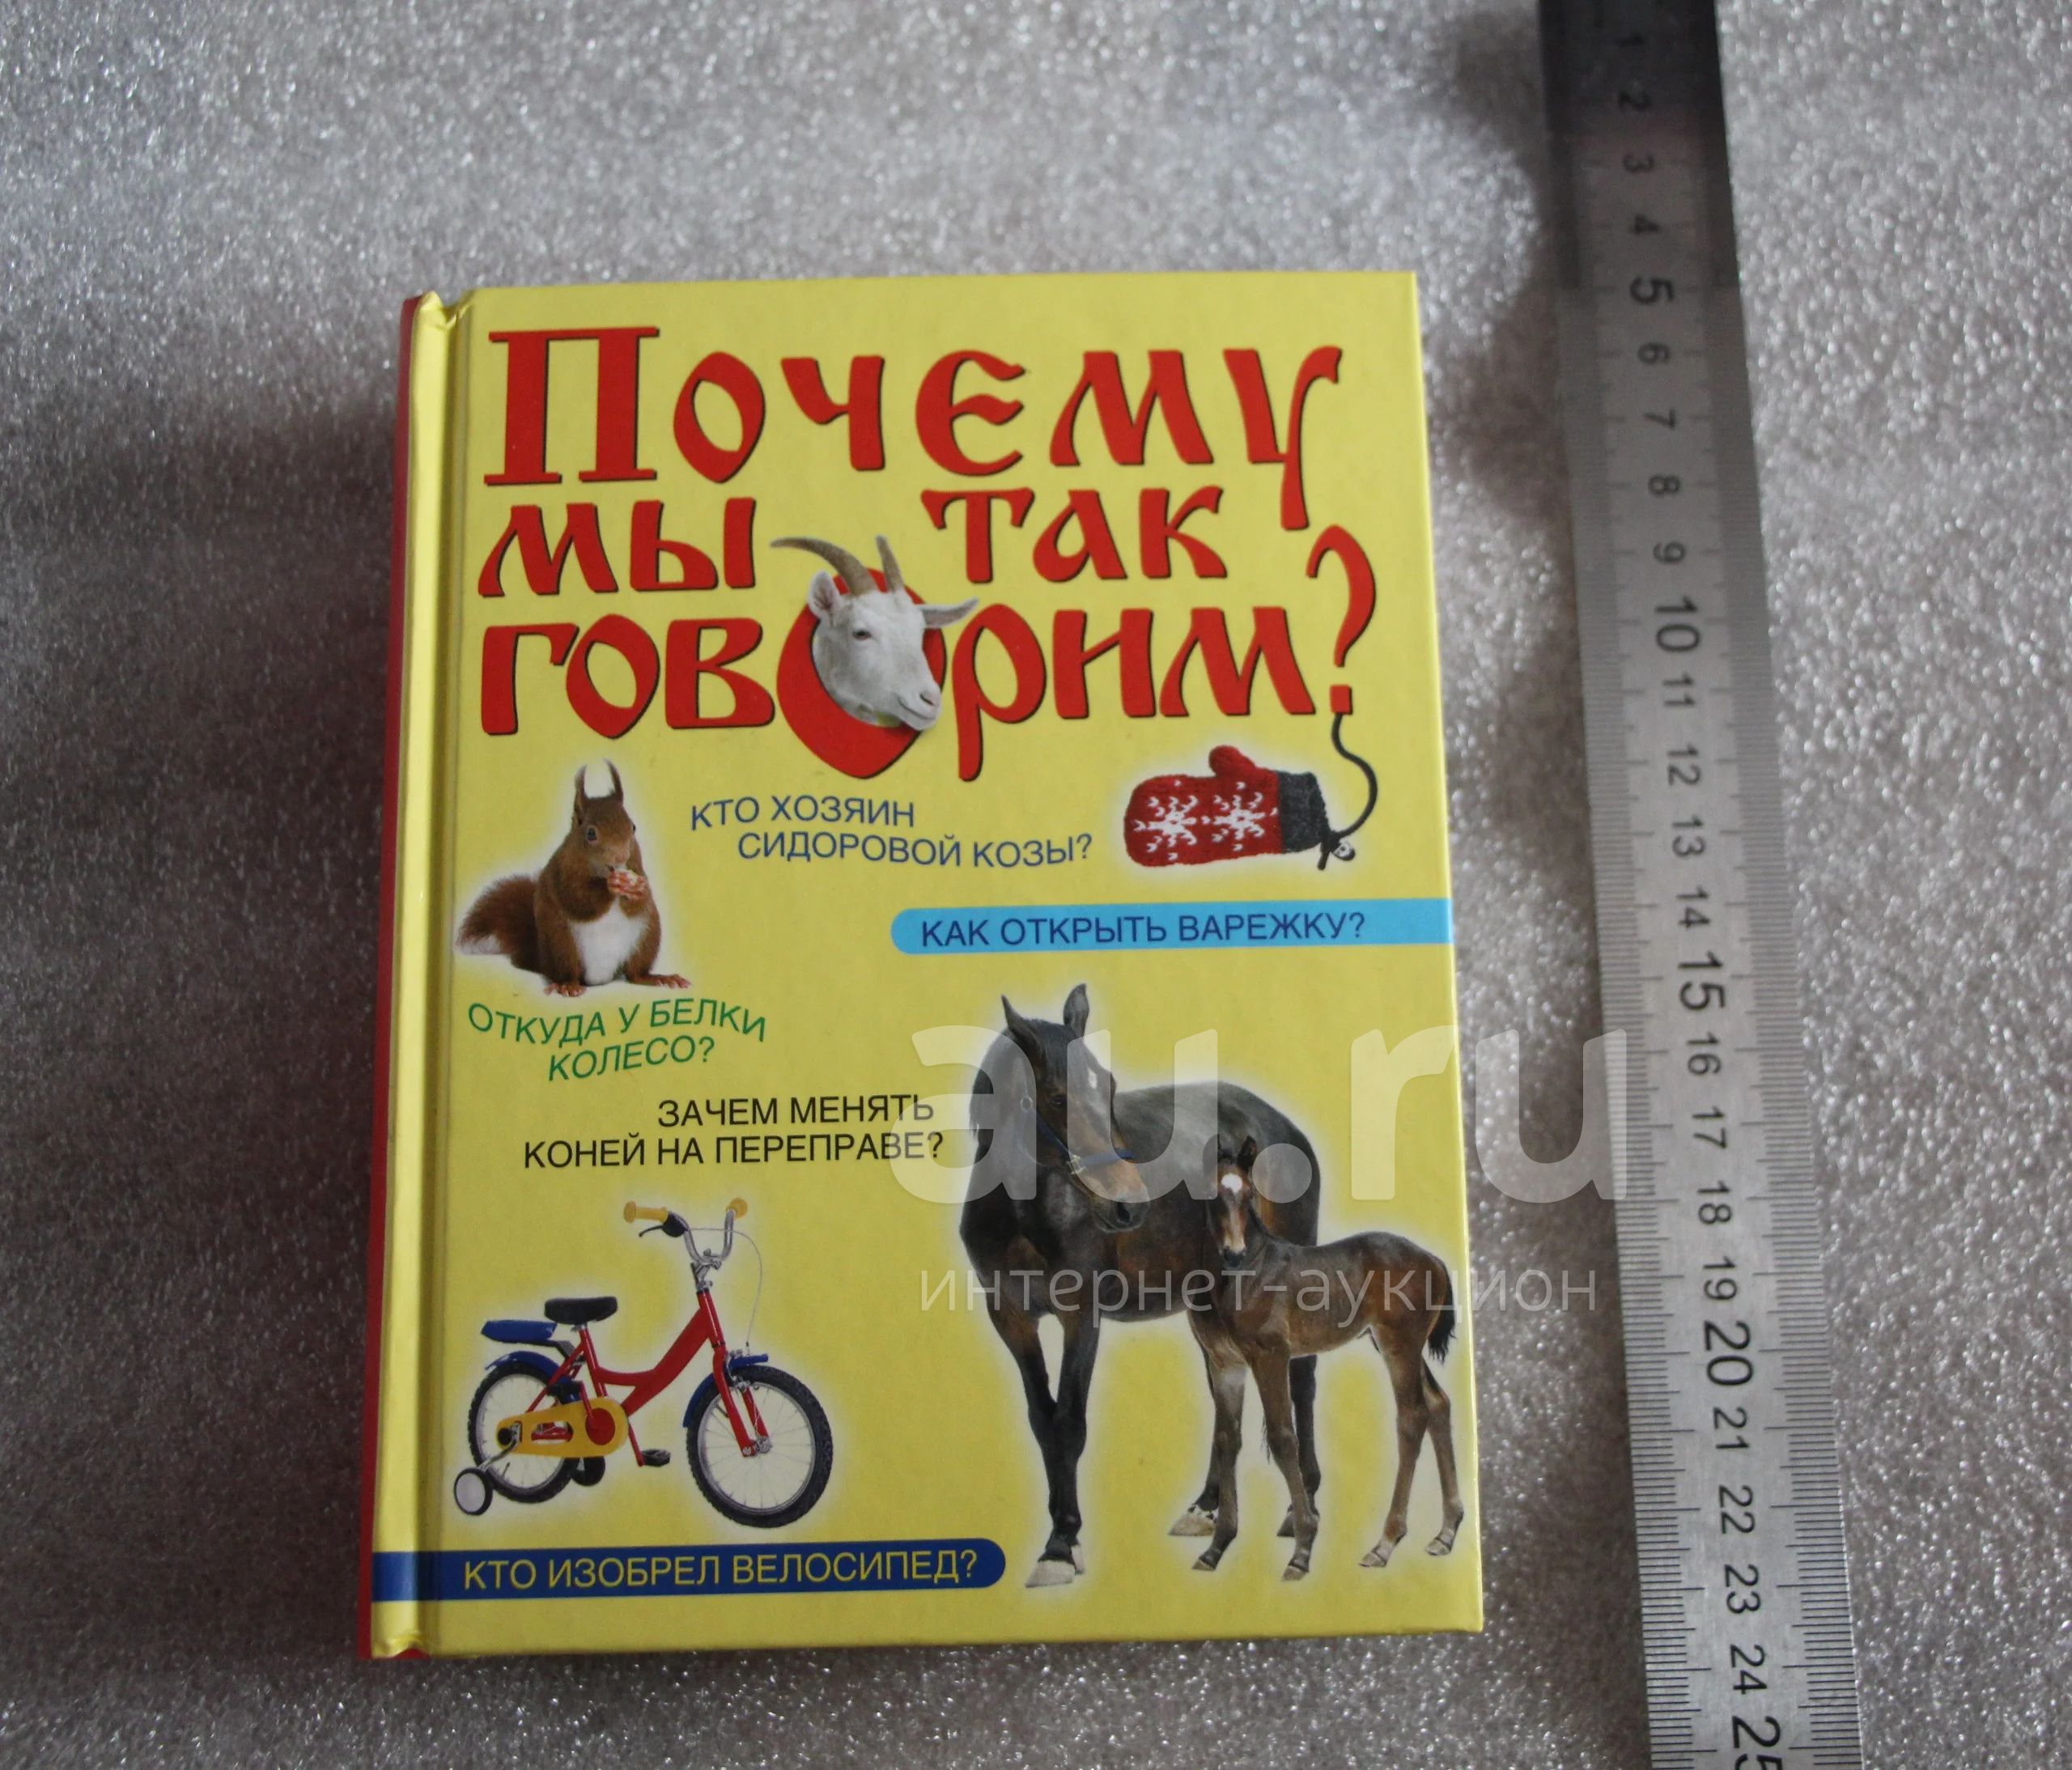 ПОЧЕМУ
МЫ ТАК
ГОВОРИМ?
КТО ХОЗЯИН
СИДОРОВОЙ КОЗЫ?
КАК ОТКРЫТЬ ВАРЕЖКУ?
ОТКУДА У БЕЛКИ
КОЛЕСО?
ЗАЧЕМ МЕНЯТЬ
КОНЕЙ НА ПЕРЕПРАВЕ?
КТО ИЗОБРЕЛ ВЕЛОСИПЕД?
au.ru
интернет-аукцион
1 2 3 4 5 6 7 8 9 10 11 12 13 14 15 16 17 18 19 20 21 22 23 24 25